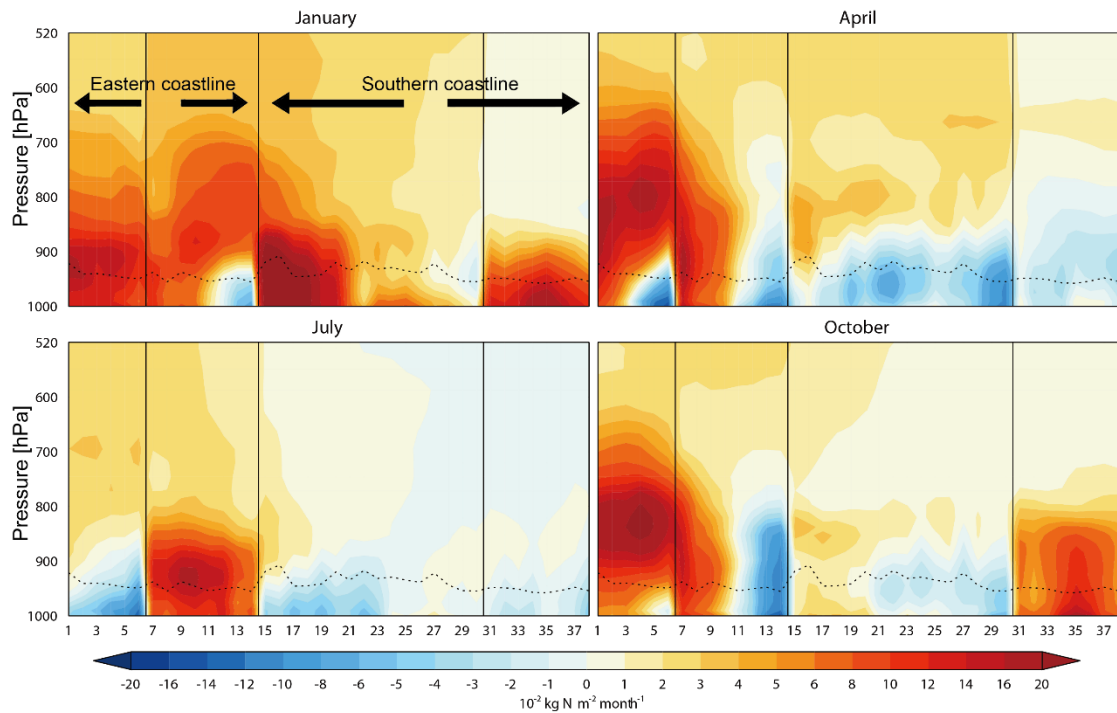 January
April
520
600
700
800
900
1000
Pressure [hPa]
Eastern coastline
Southern coastline
July
October
520
600
700
800
900
1000
Pressure [hPa]
1 3 5 7 9 11 13 15 17 19 21 23 25 27 29 31 33 35 37
1 3 5 7 9 11 13 15 17 19 21 23 25 27 29 31 33 35 37
-20 -16 -14 -12 -10 -8 -6 -5 -4 -3 -2 -1 0 1 2 3 4 5 6 8 10 12 14 16 20
10⁻² kg N m⁻² month⁻¹